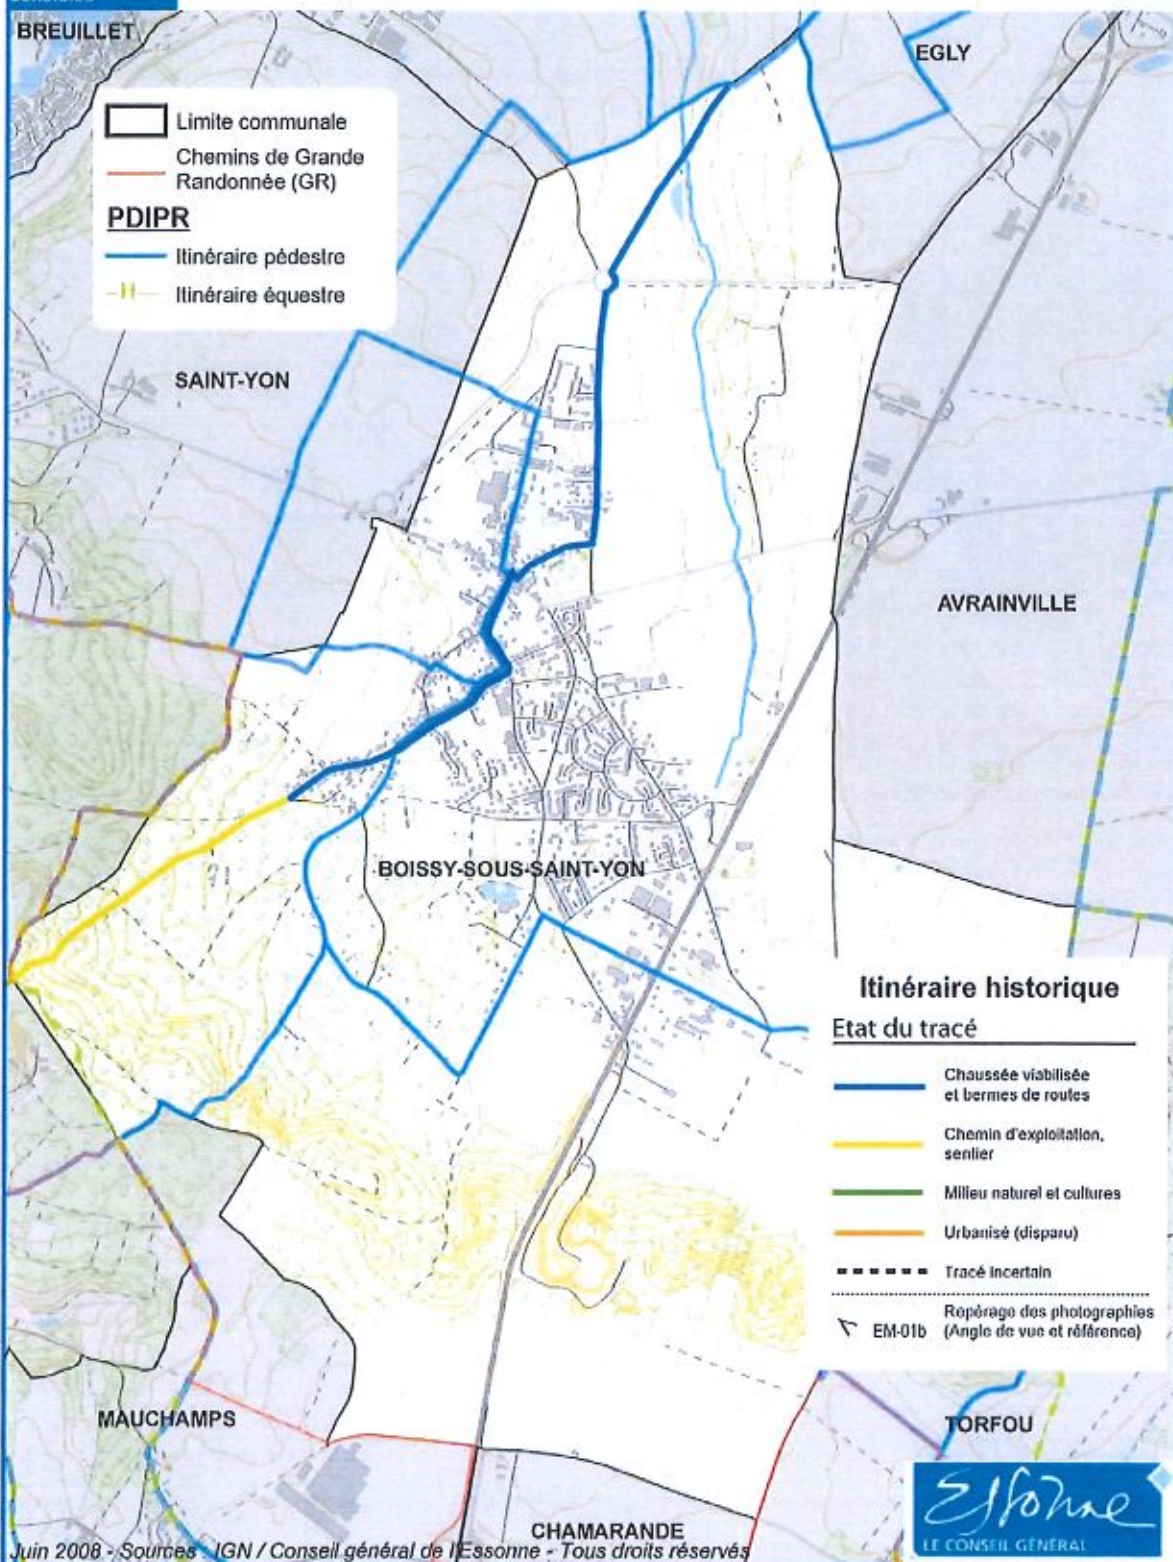 BREUILLET
EGLY
Limite communale
Chemins de Grande
Randonnée (GR)
PDIPR
Itinéraire pédestre
Itinéraire équestre
SAINT-YON
AVRAINVILLE
BOISSY-SOUS-SAINT-YON
Itinéraire historique
Etat du tracé
Chaussée viabilisée
et bermes de routes
Chemin d'exploitation,
sentier
Milieu naturel et cultures
Urbanisé (disparu)
Tracé incertain
Repérage des photographies
EM-01b (Angle de vue et référence)
MAUCHAMPS
TORFOU
Essonne
LE CONSEIL GÉNÉRAL
CHAMARANDE
Juin 2008 - Sources : IGN / Conseil général de l'Essonne - Tous droits réservés